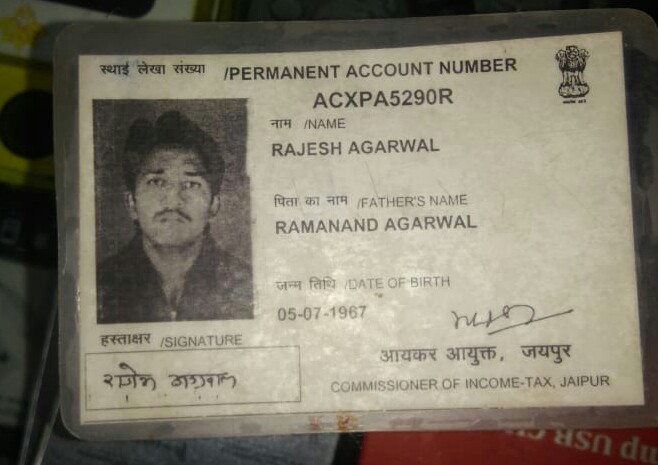 स्थाई लेखा संख्या /PERMANENT ACCOUNT NUMBER
ACXPA5290R
नाम /NAME
RAJESH AGARWAL
पिता का नाम /FATHER'S NAME
RAMANAND AGARWAL
जन्म तिथि /DATE OF BIRTH
05-07-1967
हस्ताक्षर /SIGNATURE
आयकर आयुक्त, जयपुर
COMMISSIONER OF INCOME-TAX, JAIPUR
USB